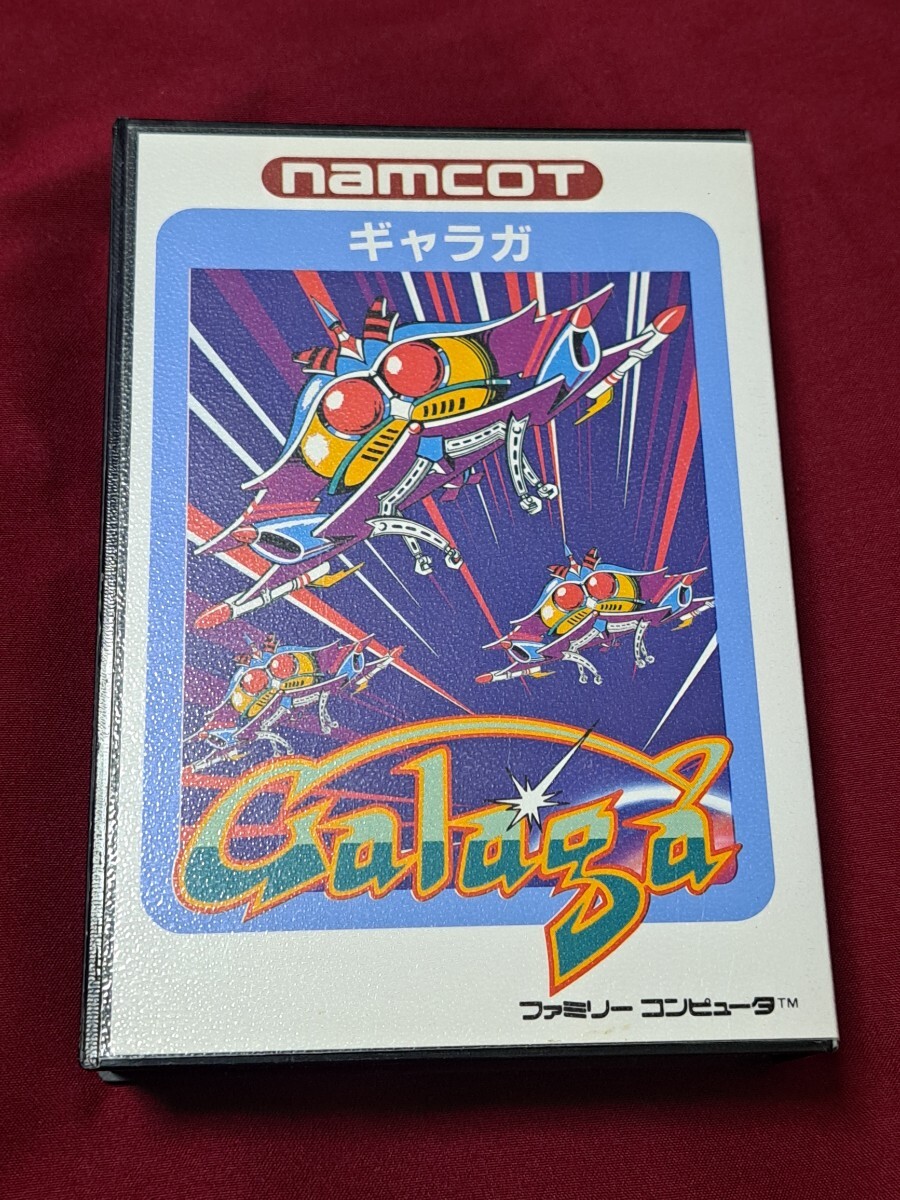 namcoT
ギャラガ
Galaga
ファミリー コンピュータ™